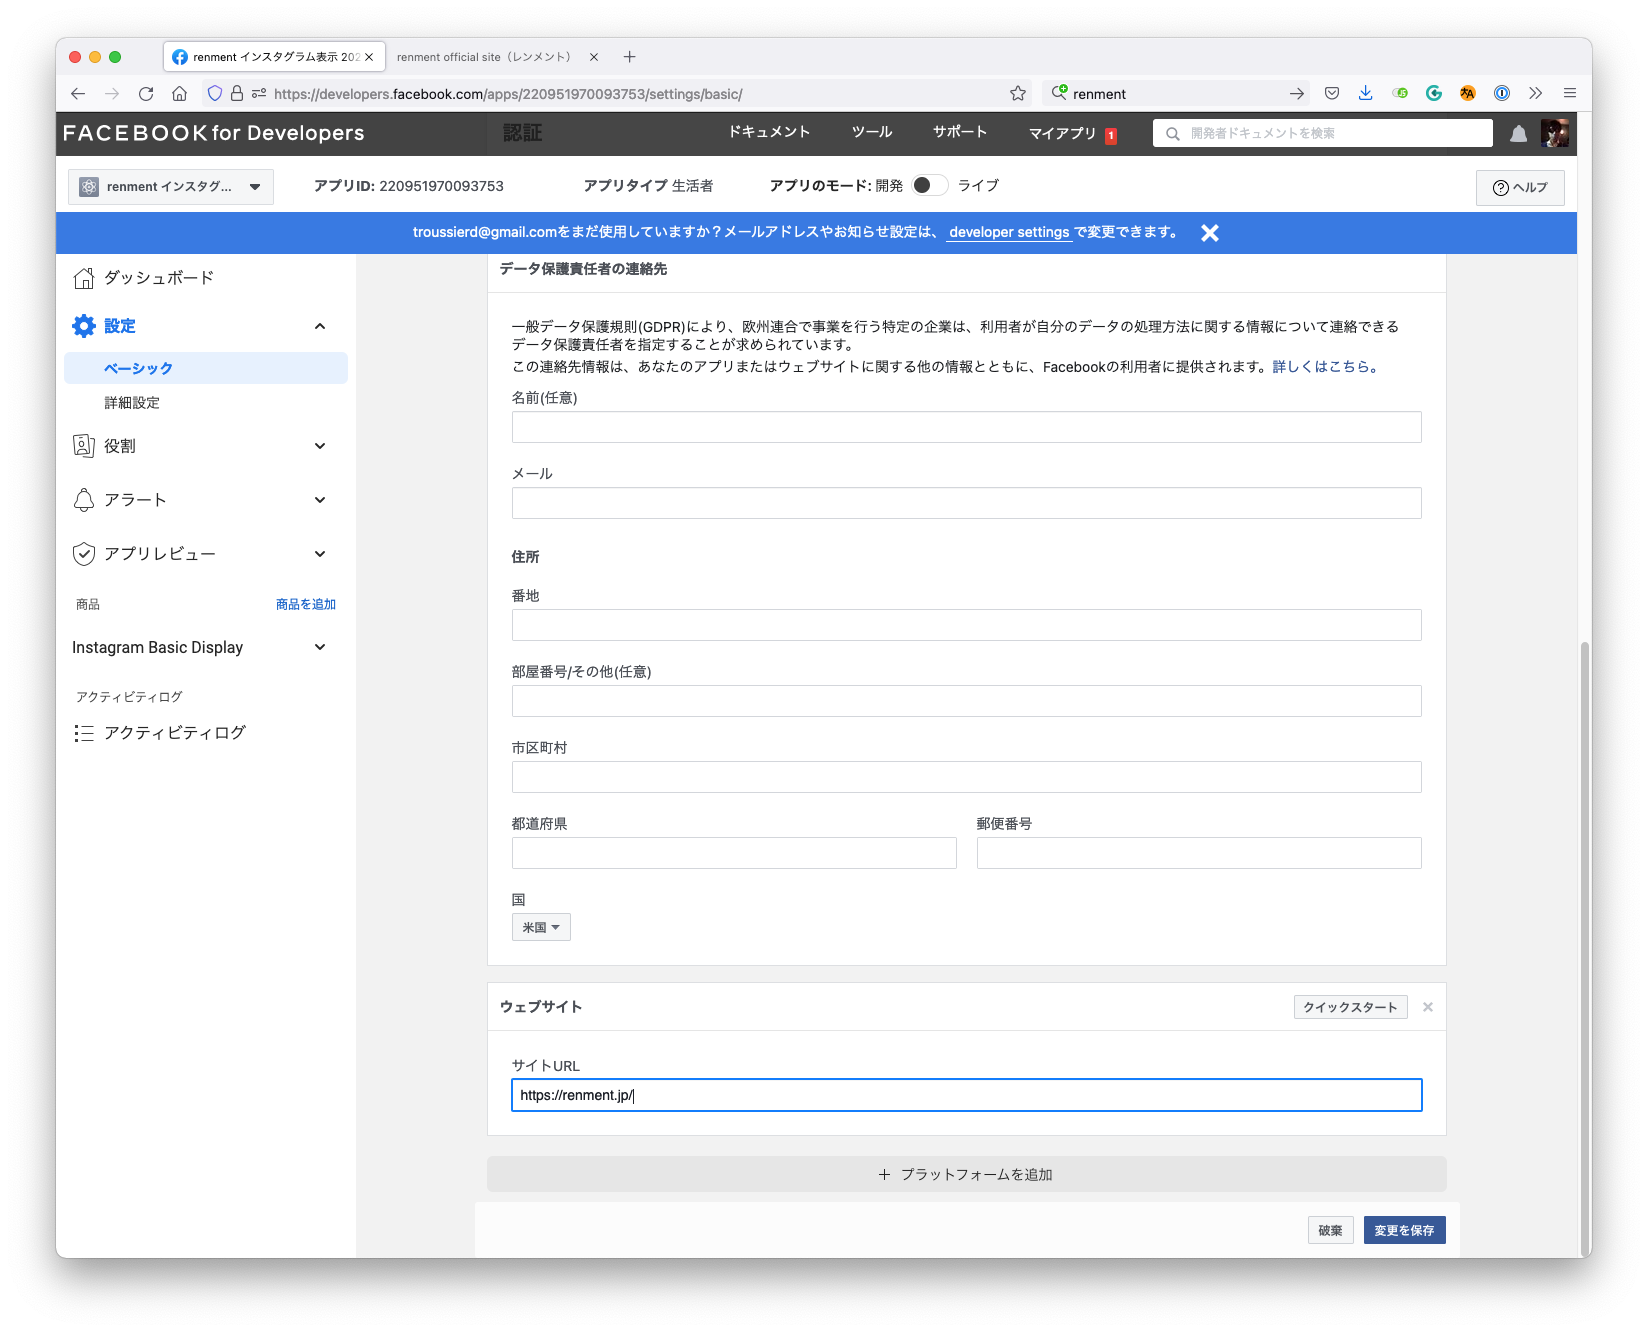 renment インスタグラム表示 202
renment official site（レンメント）
https://developers.facebook.com/apps/220951970093753/settings/basic/
renment
FACEBOOK for Developers
認証
ドキュメント
ツール
サポート
マイアプリ 1
開発者ドキュメントを検索
renment インスタグ...
アプリID: 220951970093753
アプリタイプ 生活者
アプリのモード: 開発
ライブ
ヘルプ
troussierd@gmail.comをまだ使用していますか？メールアドレスやお知らせ設定は、 developer settings で変更できます。
ダッシュボード
設定
ベーシック
詳細設定
役割
アラート
アプリレビュー
商品
商品を追加
Instagram Basic Display
アクティビティログ
アクティビティログ
データ保護責任者の連絡先
一般データ保護規則(GDPR)により、欧州連合で事業を行う特定の企業は、利用者が自分のデータの処理方法に関する情報について連絡できる
データ保護責任者を指定することが求められています。
この連絡先情報は、あなたのアプリまたはウェブサイトに関する他の情報とともに、Facebookの利用者に提供されます。詳しくはこちら。
名前(任意)
メール
住所
番地
部屋番号/その他(任意)
市区町村
都道府県
郵便番号
国
米国
ウェブサイト
クイックスタート
サイトURL
https://renment.jp/
+ プラットフォームを追加
破棄
変更を保存